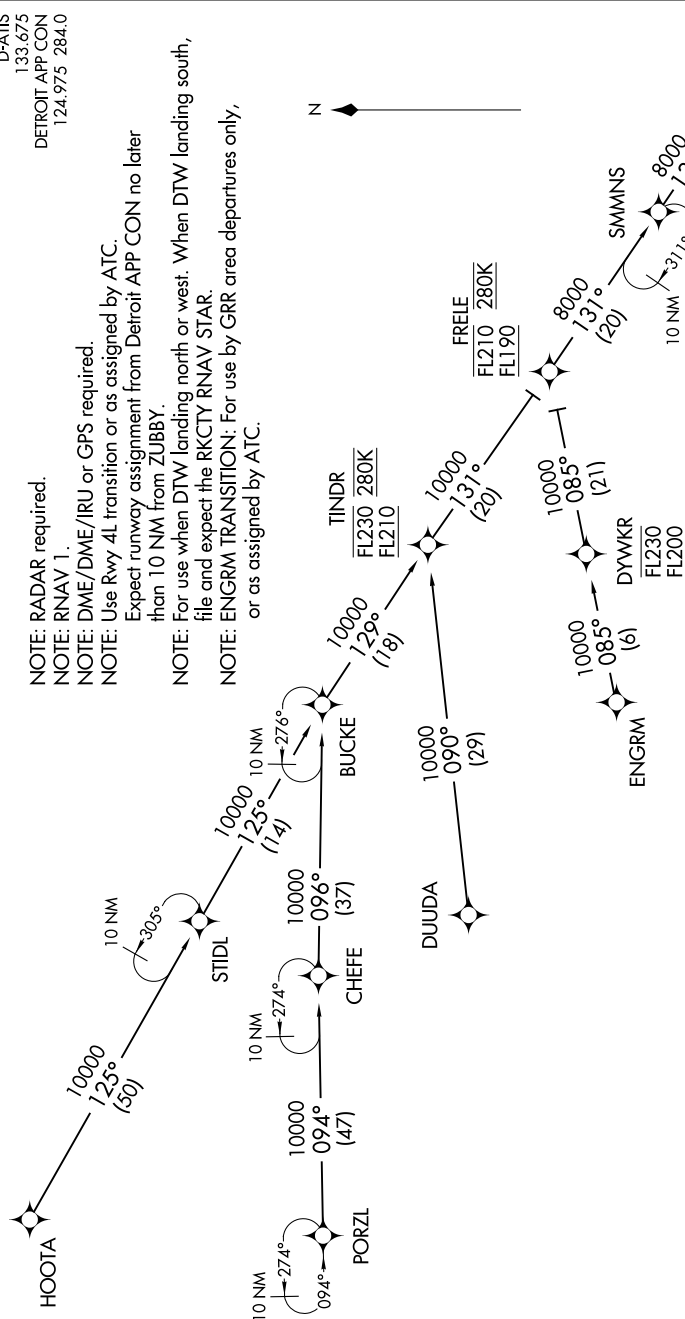 D-ATIS
133.675
DETROIT APP CON
124.975 284.0
NOTE: RADAR required.
NOTE: RNAV 1.
NOTE: DME/DME/IRU or GPS required.
NOTE: Use Rwy 4L transition or as assigned by ATC.
Expect runway assignment from Detroit APP CON no later
than 10 NM from ZUBBY.
NOTE: For use when DTW landing north or west. When DTW landing south,
file and expect the RKCTY RNAV STAR.
NOTE: ENGRM TRANSITION: For use by GRR area departures only,
or as assigned by ATC.
N
HOOTA
10000
125°
(50)
10 NM
305°
STIDL
10000
125°
(14)
10 NM
276°
BUCKE
10 NM
274°
094°
PORZL
10000
094°
(47)
10 NM
274°
CHEFE
10000
096°
(37)
10000
129°
(18)
TINDR
FL230 280K
FL210
DUUDA
10000
090°
(29)
10000
131°
(20)
FRELE
FL210 280K
FL190
ENGRM
10000
085°
(6)
DYWKR
FL230
FL200
10000
085°
(21)
8000
131°
(20)
SMMNS
10 NM
311°
8000